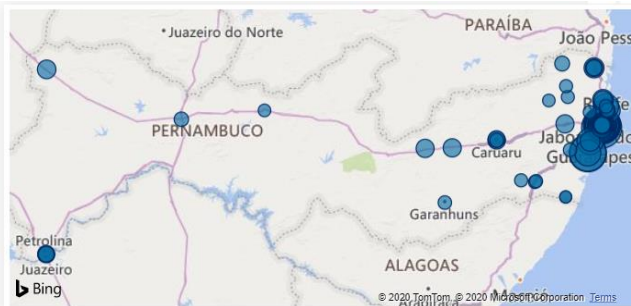 PARAÍBA
Juazeiro do Norte
João Pess
PERNAMBUCO
Caruaru
Garanhuns
Petrolina
Juazeiro
ALAGOAS
Bing
© 2020 TomTom, © 2020 Microsoft Corporation Terms